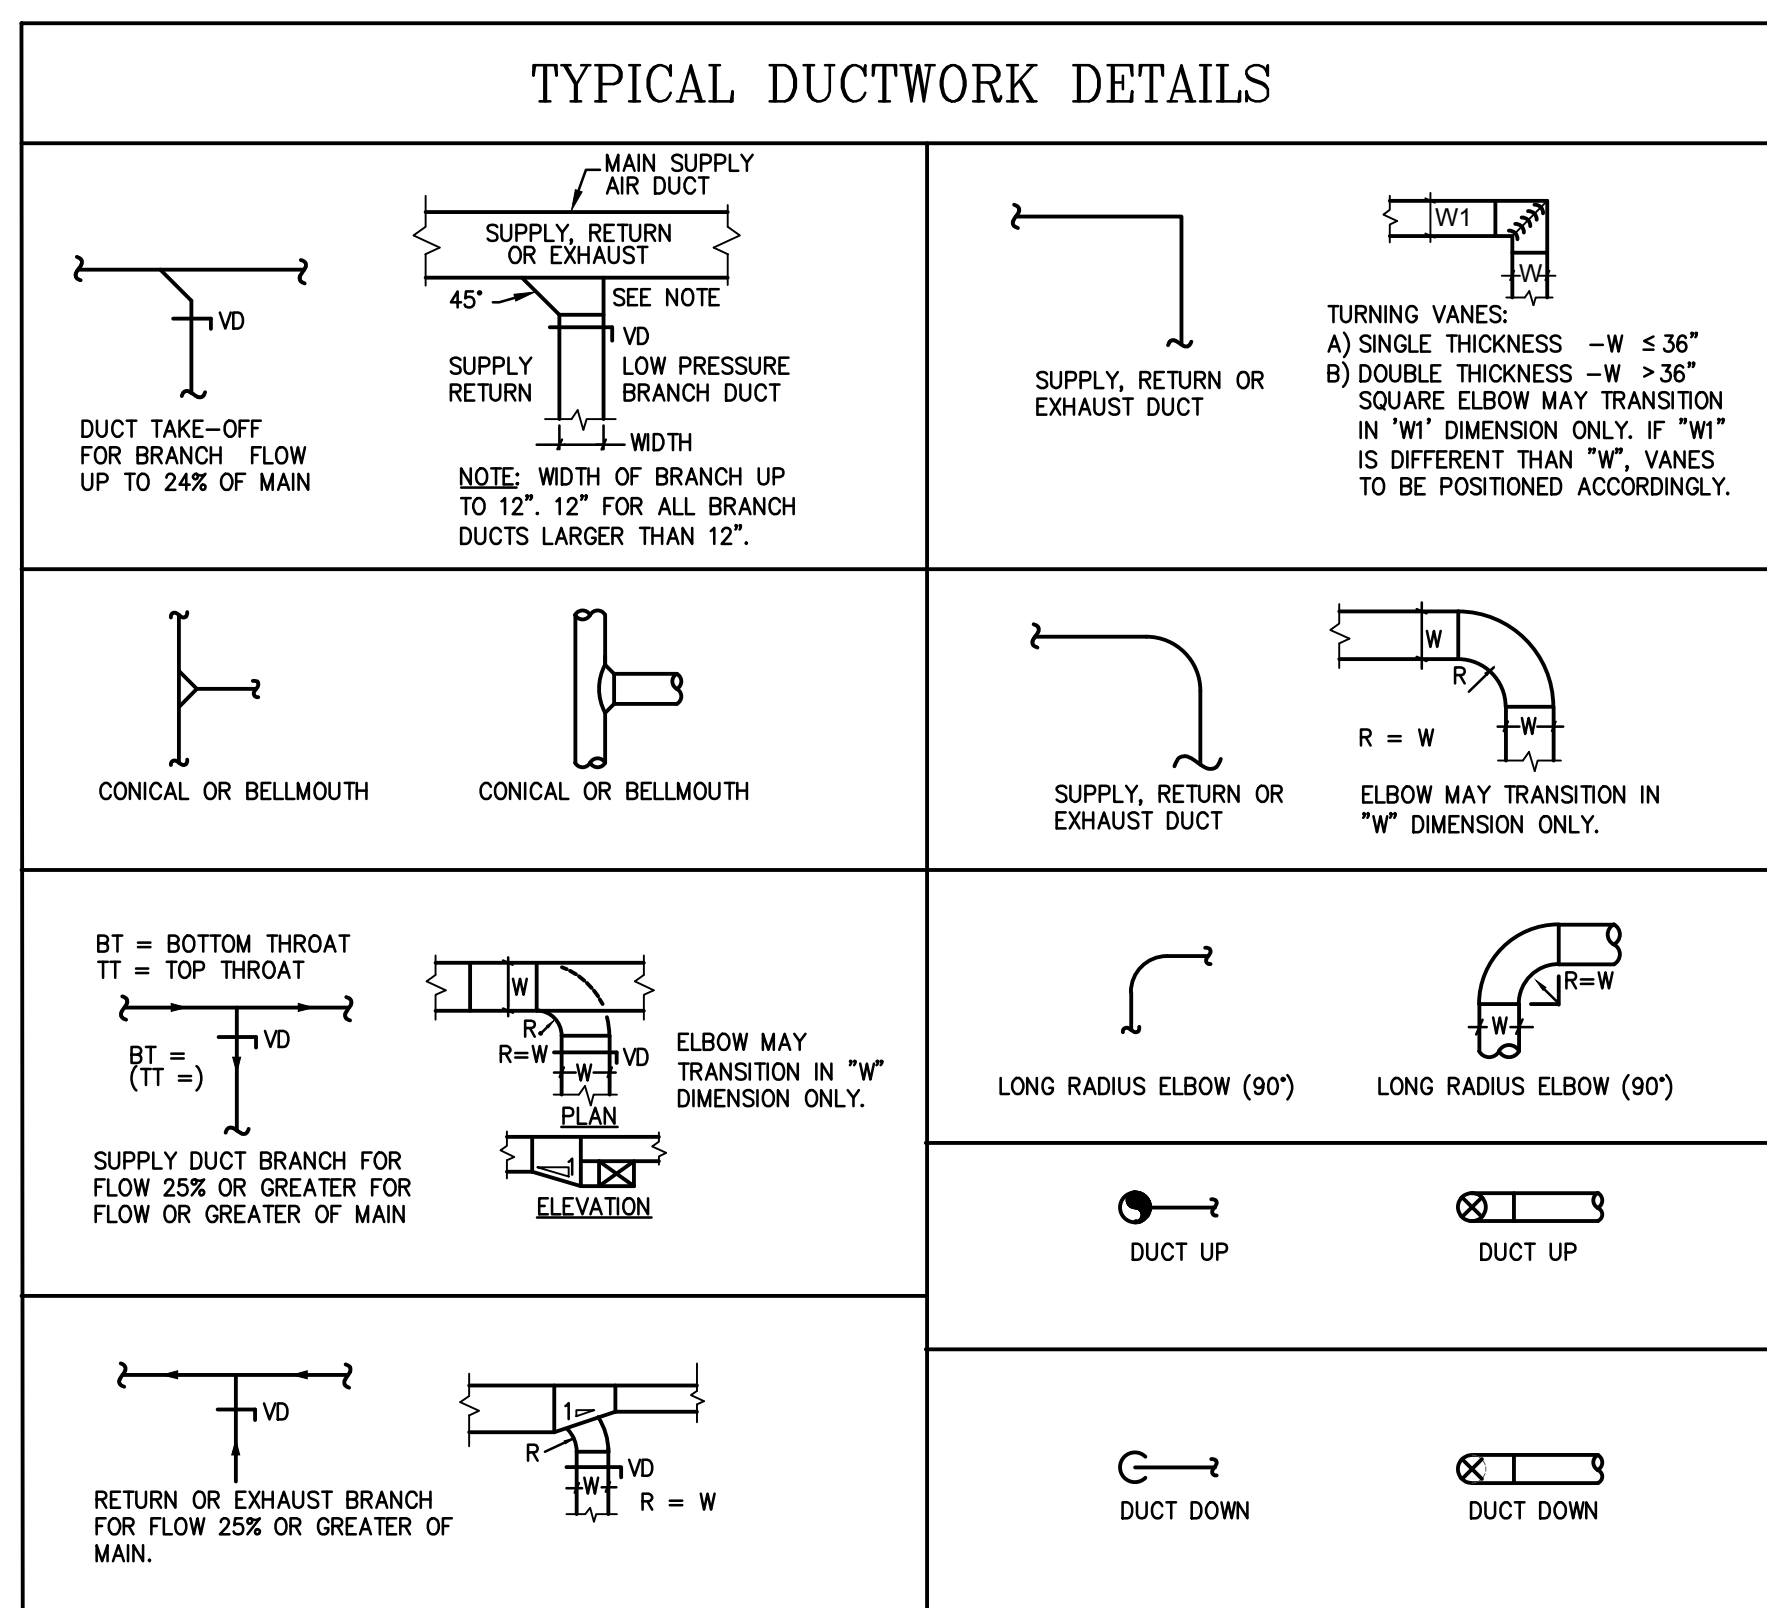 TYPICAL DUCTWORK DETAILS
MAIN SUPPLY
AIR DUCT
SUPPLY, RETURN
OR EXHAUST
45°
SEE NOTE
VD
VD
SUPPLY
RETURN
LOW PRESSURE
BRANCH DUCT
WIDTH
DUCT TAKE-OFF
FOR BRANCH FLOW
UP TO 24% OF MAIN
NOTE: WIDTH OF BRANCH UP
TO 12". 12" FOR ALL BRANCH
DUCTS LARGER THAN 12".
W1
W
SUPPLY, RETURN OR
EXHAUST DUCT
TURNING VANES:
A) SINGLE THICKNESS -W ≤ 36"
B) DOUBLE THICKNESS -W > 36"
SQUARE ELBOW MAY TRANSITION
IN 'W1' DIMENSION ONLY. IF "W1"
IS DIFFERENT THAN "W", VANES
TO BE POSITIONED ACCORDINGLY.
CONICAL OR BELLMOUTH
CONICAL OR BELLMOUTH
W
R
W
R = W
SUPPLY, RETURN OR
EXHAUST DUCT
ELBOW MAY TRANSITION IN
"W" DIMENSION ONLY.
BT = BOTTOM THROAT
TT = TOP THROAT
VD
BT =
(TT =)
SUPPLY DUCT BRANCH FOR
FLOW 25% OR GREATER FOR
FLOW OR GREATER OF MAIN
W
R
R=W
VD
W
PLAN
ELBOW MAY
TRANSITION IN "W"
DIMENSION ONLY.
1
ELEVATION
R=W
W
LONG RADIUS ELBOW (90°)
LONG RADIUS ELBOW (90°)
DUCT UP
DUCT UP
VD
RETURN OR EXHAUST BRANCH
FOR FLOW 25% OR GREATER OF
MAIN.
1
R
VD
W
R = W
DUCT DOWN
DUCT DOWN